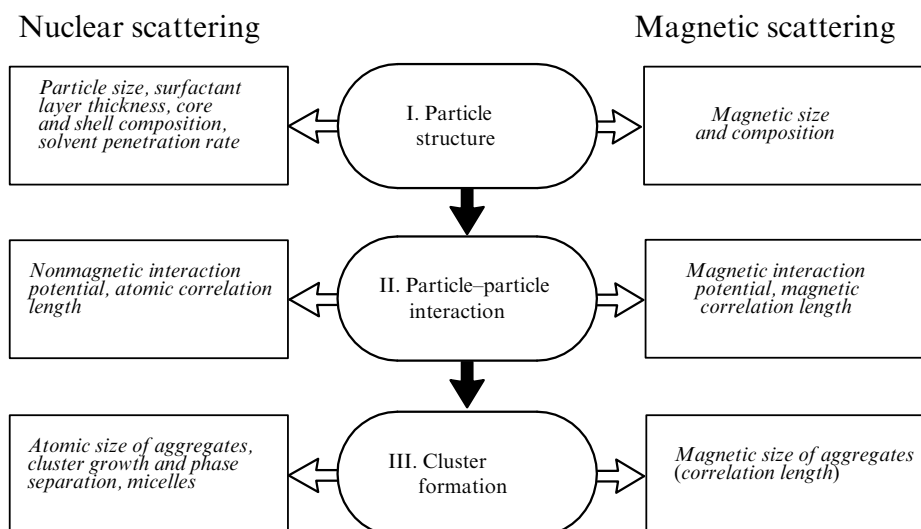 Nuclear scattering
Magnetic scattering
Particle size, surfactant
layer thickness, core
and shell composition,
solvent penetration rate
I. Particle
structure
Magnetic size
and composition
Nonmagnetic interaction
potential, atomic correlation
length
II. Particle–particle
interaction
Magnetic interaction
potential, magnetic
correlation length
Atomic size of aggregates,
cluster growth and phase
separation, micelles
III. Cluster
formation
Magnetic size of aggregates
(correlation length)